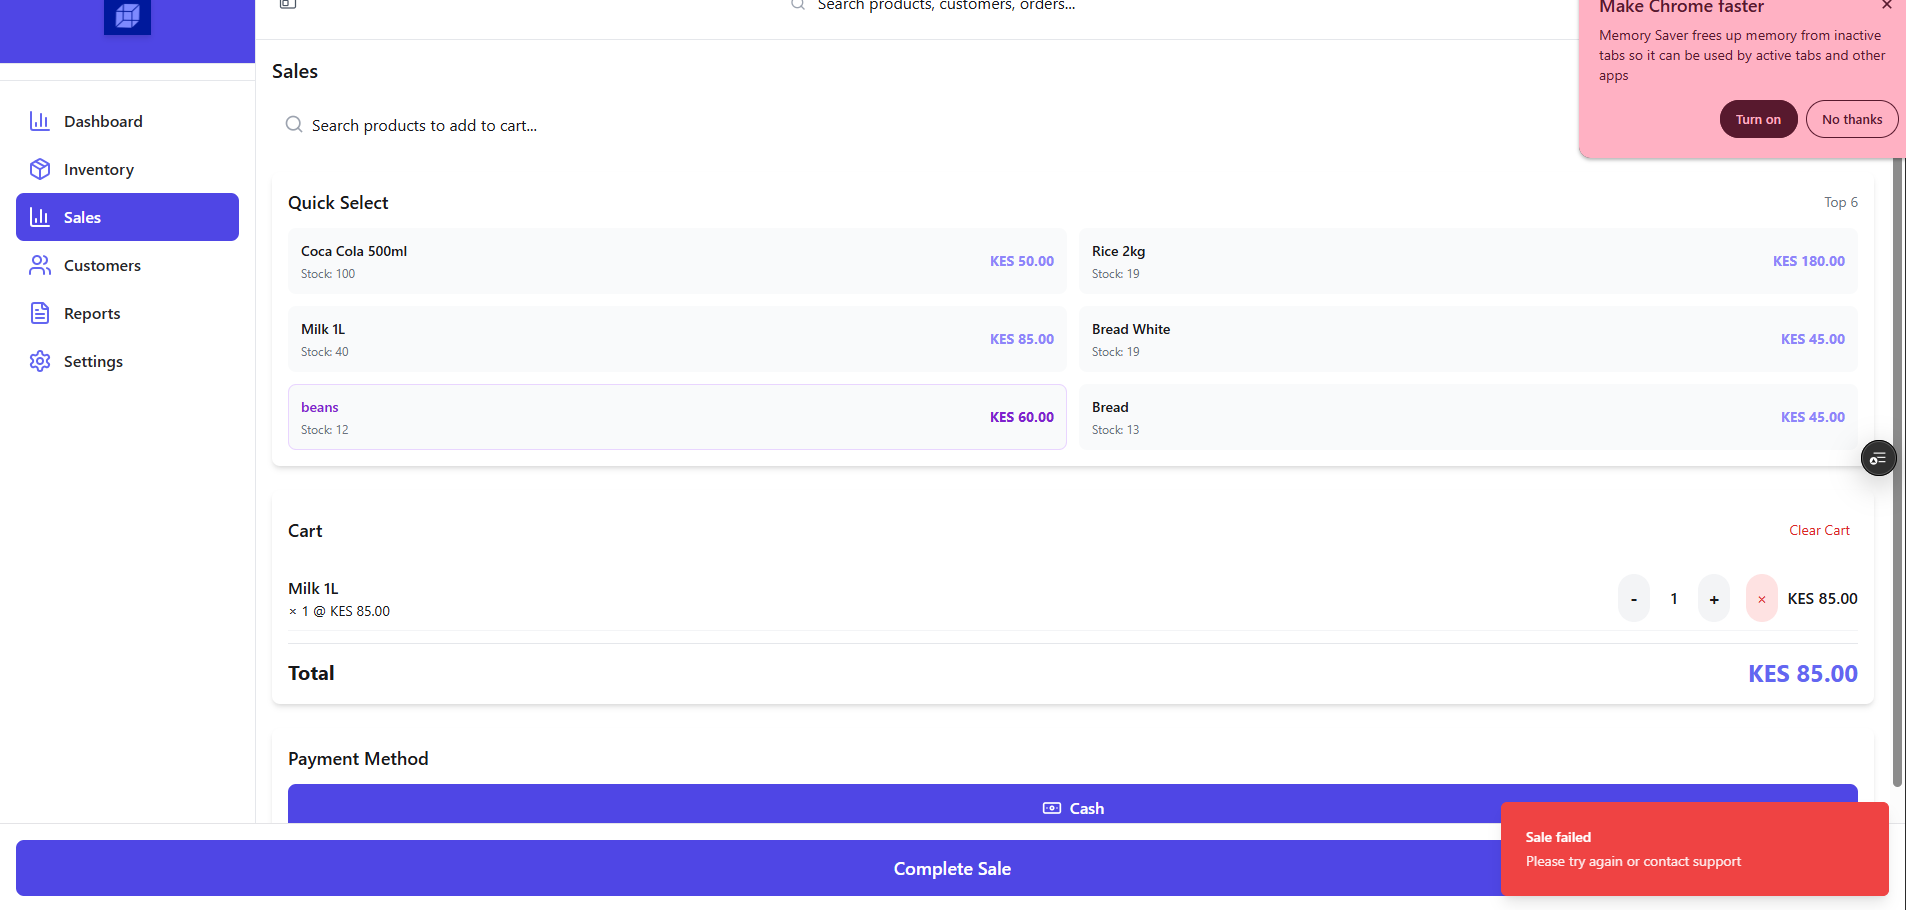 Search products, customers, orders...
Make Chrome faster
Memory Saver frees up memory from inactive
tabs so it can be used by active tabs and other
apps
Turn on
No thanks
Dashboard
Inventory
Sales
Customers
Reports
Settings
Sales
Search products to add to cart...
Quick Select
Top 6
Coca Cola 500ml
Stock: 100
KES 50.00
Rice 2kg
Stock: 19
KES 180.00
Milk 1L
Stock: 40
KES 85.00
Bread White
Stock: 19
KES 45.00
beans
Stock: 12
KES 60.00
Bread
Stock: 13
KES 45.00
Cart
Clear Cart
Milk 1L
× 1 @ KES 85.00
- 1 + × KES 85.00
Total
KES 85.00
Payment Method
Cash
Complete Sale
Sale failed
Please try again or contact support